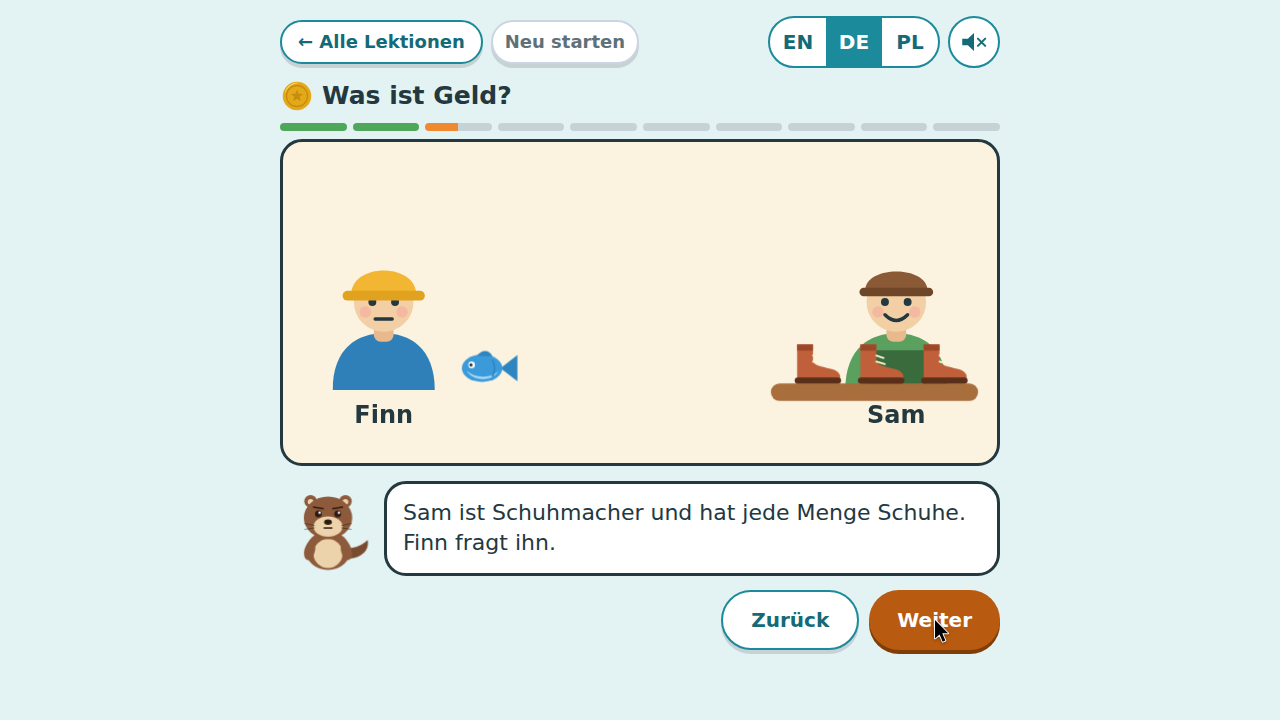 ← Alle Lektionen
Neu starten
EN DE PL
Was ist Geld?
Finn
Sam
Sam ist Schuhmacher und hat jede Menge Schuhe.
Finn fragt ihn.
Zurück
Weiter